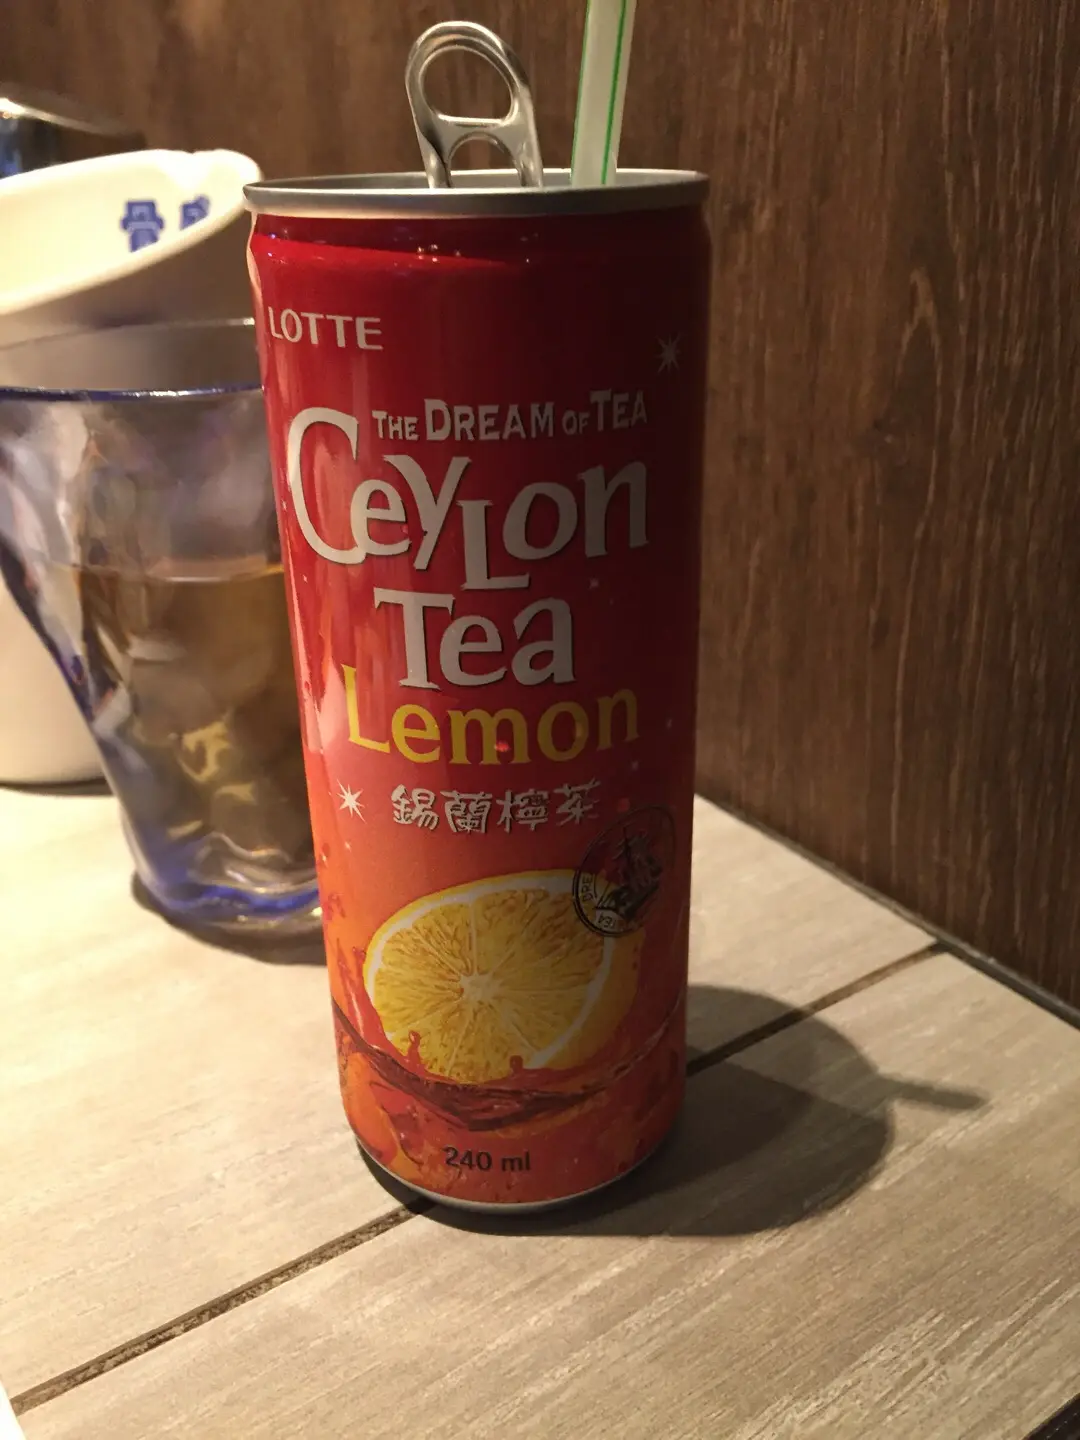 LOTTE
THE DREAM OF TEA
Ceylon
Tea
Lemon
錫蘭檸茶
240 ml